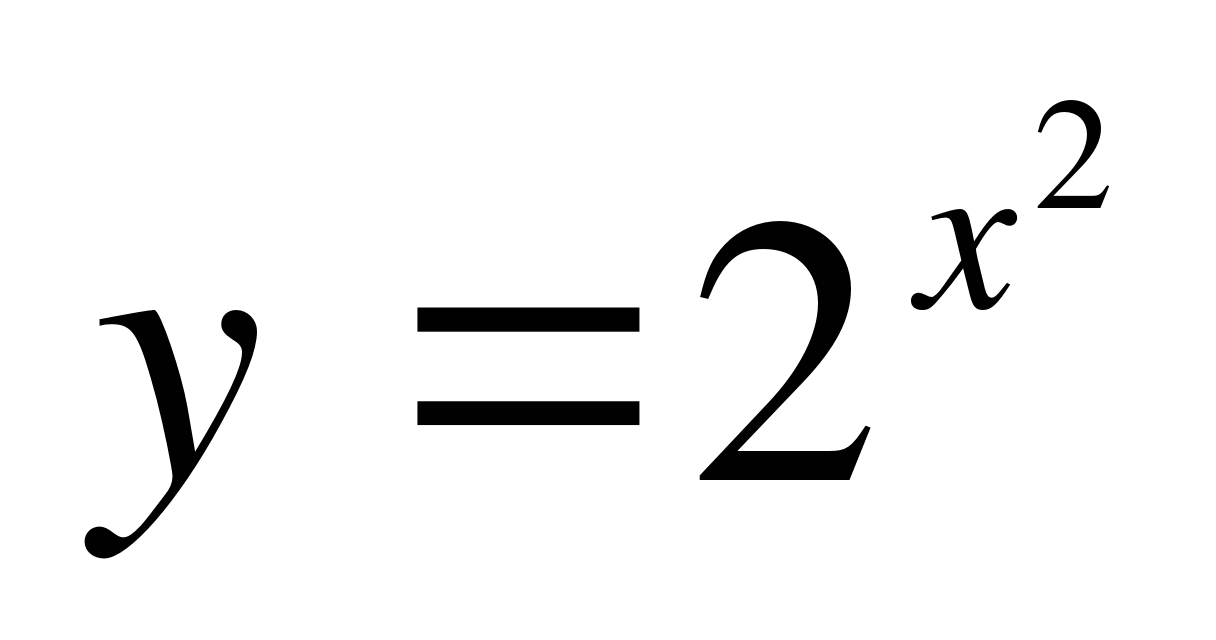 y = 2^{x^2}